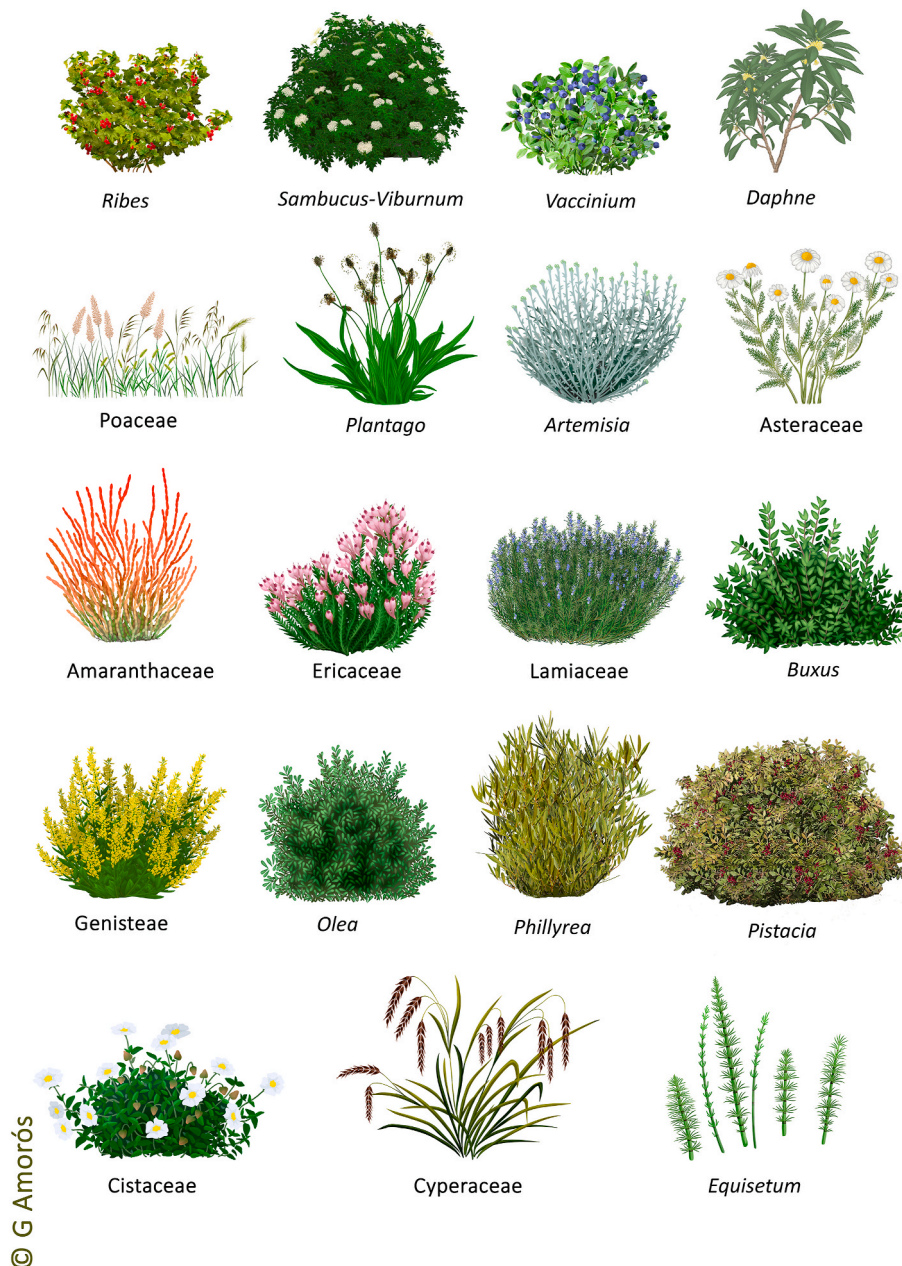 Ribes
Sambucus-Viburnum
Vaccinium
Daphne
Poaceae
Plantago
Artemisia
Asteraceae
Amaranthaceae
Ericaceae
Lamiaceae
Buxus
Genisteae
Olea
Phillyrea
Pistacia
Cistaceae
Cyperaceae
Equisetum
© G Amorós